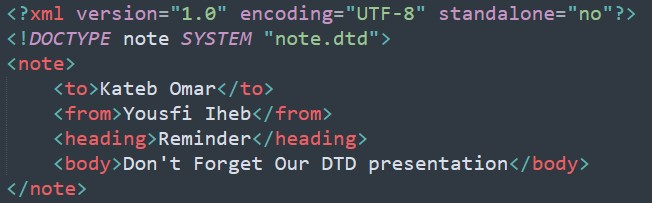 <?xml version="1.0" encoding="UTF-8" standalone="no"?>
<!DOCTYPE note SYSTEM "note.dtd">
<note>
    <to>Kateb Omar</to>
    <from>Yousfi Iheb</from>
    <heading>Reminder</heading>
    <body>Don't Forget Our DTD presentation</body>
</note>